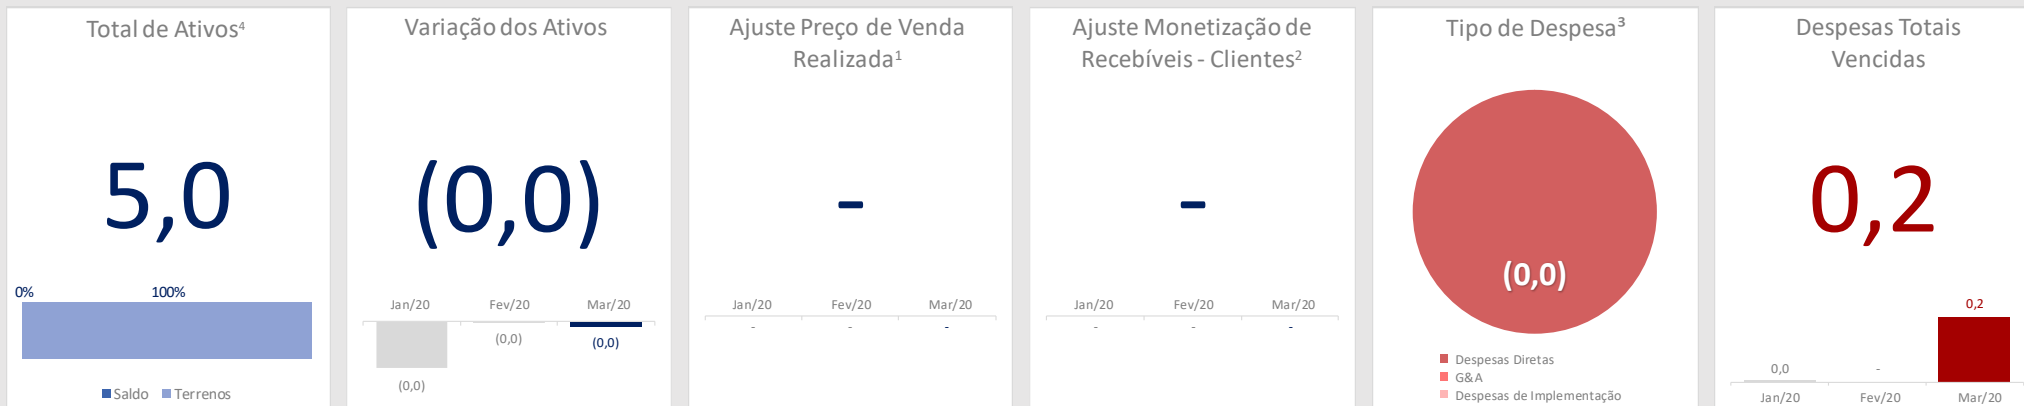 Total de Ativos⁴
5,0
0% 100%
Saldo Terrenos
Variação dos Ativos
(0,0)
Jan/20 Fev/20 Mar/20
(0,0) (0,0) (0,0)
Ajuste Preço de Venda
Realizada¹
-
Jan/20 Fev/20 Mar/20
- - -
Ajuste Monetização de
Recebíveis - Clientes²
-
Jan/20 Fev/20 Mar/20
- - -
Tipo de Despesa³
(0,0)
Despesas Diretas
G&A
Despesas de Implementação
Despesas Totais
Vencidas
0,2
0,0 - 0,2
Jan/20 Fev/20 Mar/20